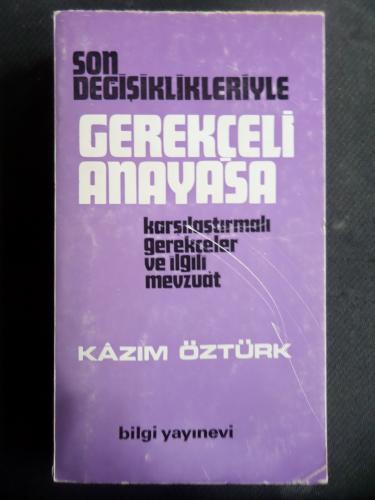 SON
DEĞİŞİKLİKLERİYLE
GEREKÇELİ
ANAYASA
karşılaştırmalı
gerekçeler
ve ilgili
mevzuat
KÂZIM ÖZTÜRK
bilgi yayınevi